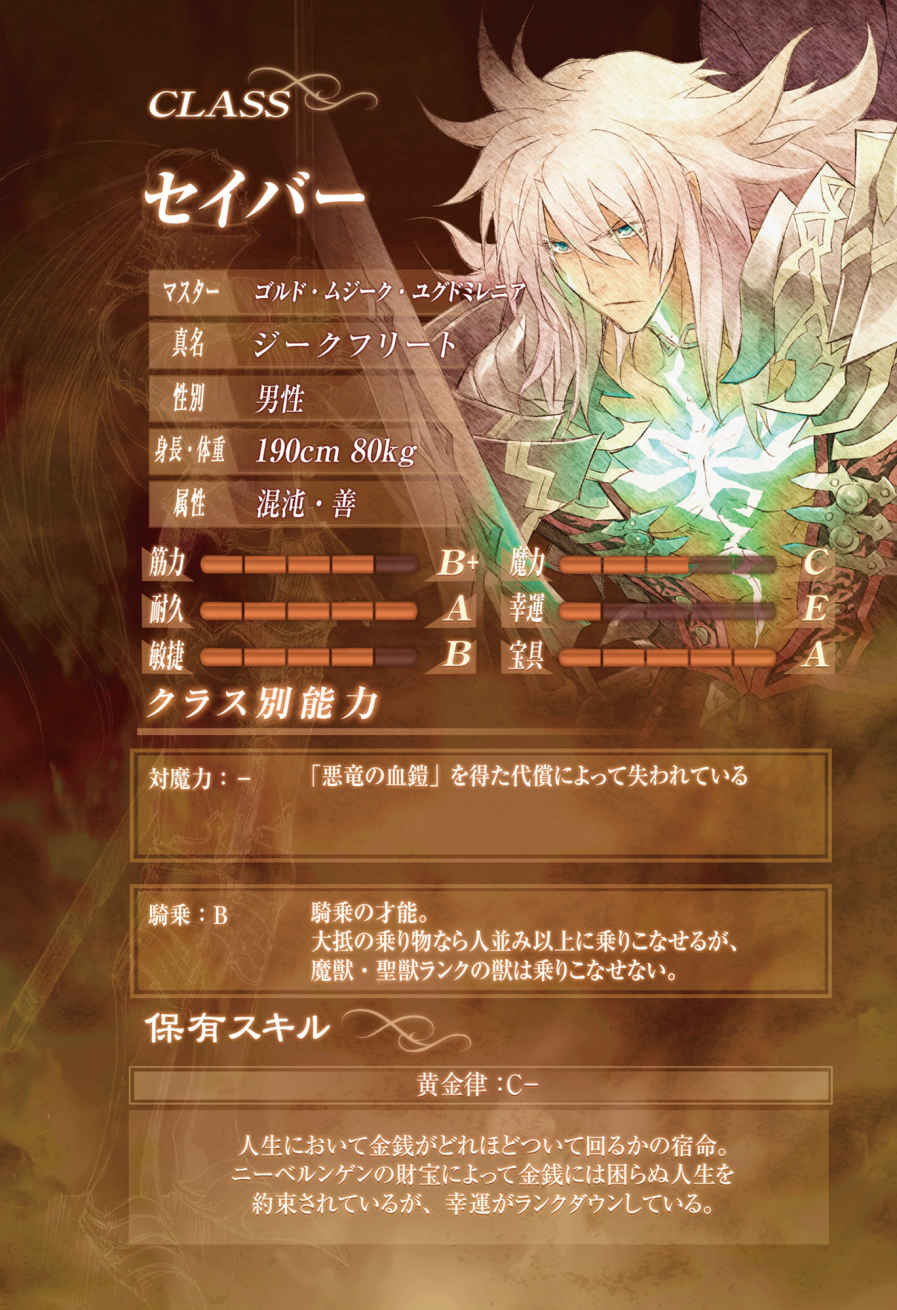 CLASS
セイバー
マスター ゴルド・ムジーク・ユグドミレニア
真名 ジークフリート
性別 男性
身長・体重 190cm 80kg
属性 混沌・善
筋力 B+ 魔力 C
耐久 A 幸運 E
敏捷 B 宝具 A
クラス別能力
対魔力：− 「悪竜の血鎧」を得た代償によって失われている
騎乗：B 騎乗の才能。
大抵の乗り物なら人並み以上に乗りこなせるが、
魔獣・聖獣ランクの獣は乗りこなせない。
保有スキル
黄金律：C−
人生において金銭がどれほどついて回るかの宿命。
ニーベルンゲンの財宝によって金銭には困らぬ人生を
約束されているが、幸運がランクダウンしている。